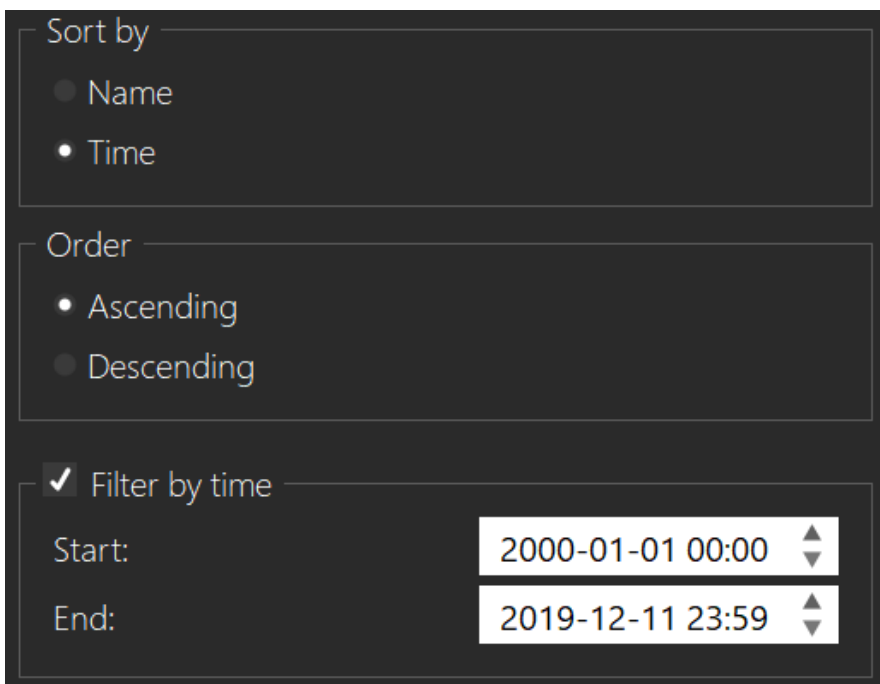 Sort by
Name
Time
Order
Ascending
Descending
Filter by time
Start: 2000-01-01 00:00
End: 2019-12-11 23:59